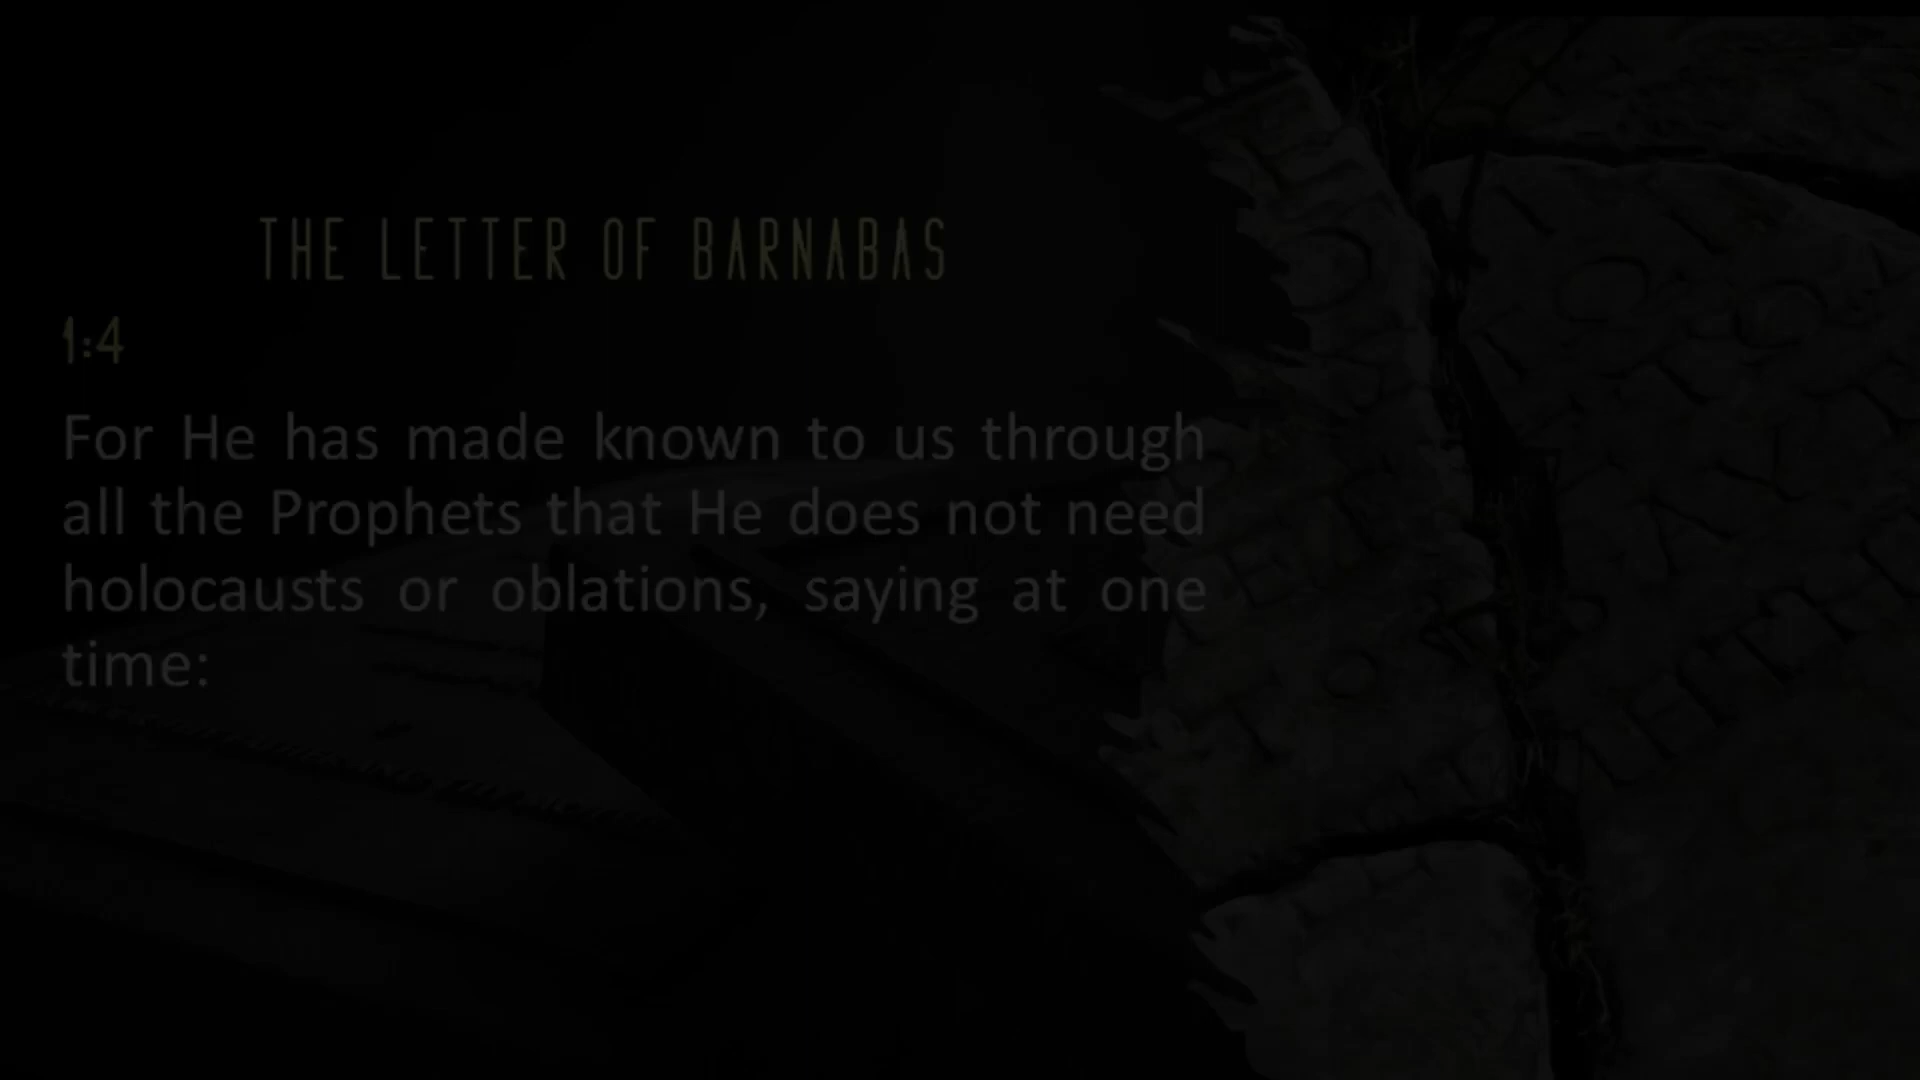 THE LETTER OF BARNABAS
1:4
For He has made known to us through
all the Prophets that He does not need
holocausts or oblations, saying at one
time: